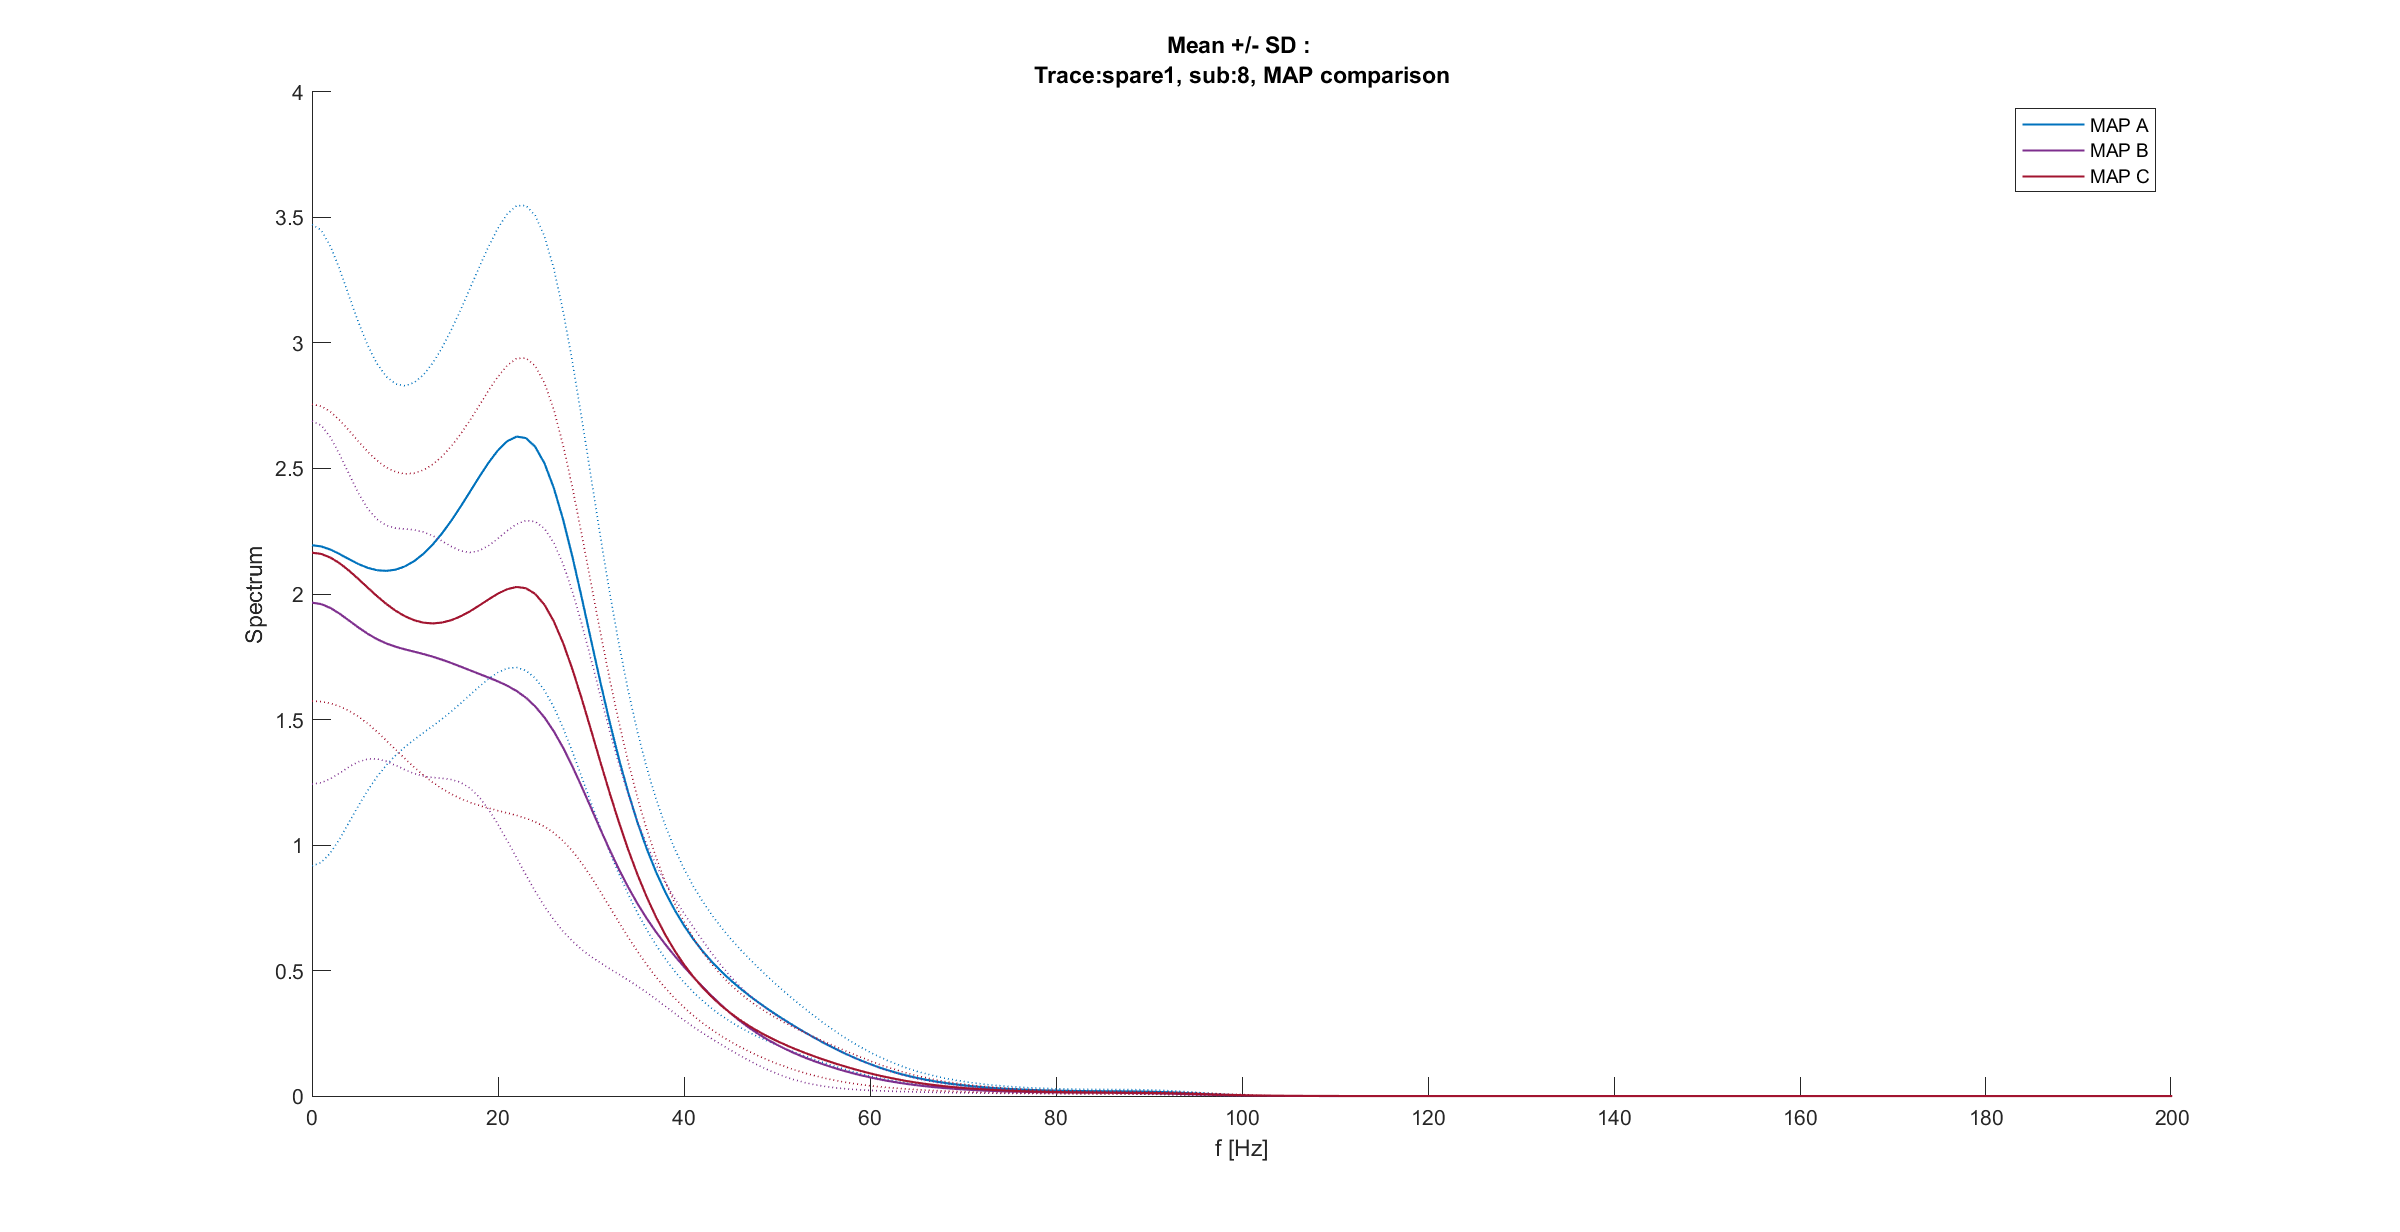 Mean +/- SD :
Trace:spare1, sub:8, MAP comparison
MAP A
MAP B
MAP C
Spectrum
4
3.5
3
2.5
2
1.5
1
0.5
0
0 20 40 60 80 100 120 140 160 180 200
f [Hz]